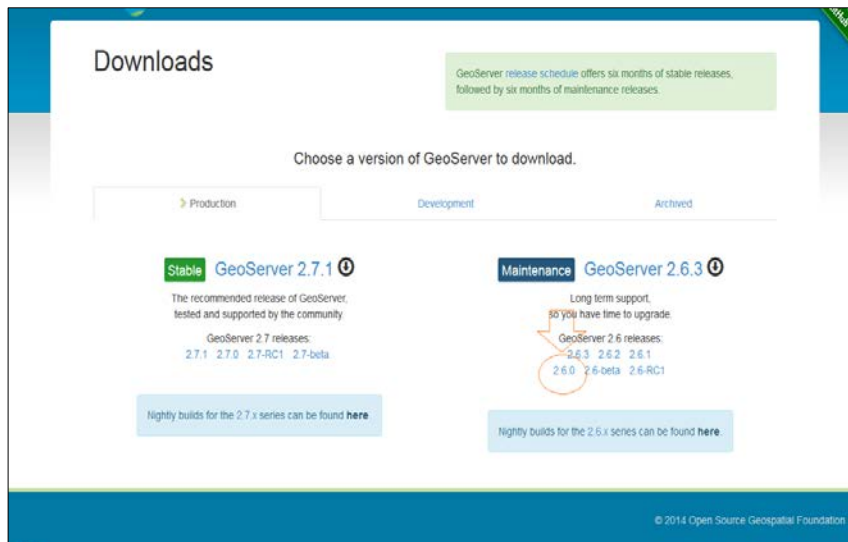 GitHub
Downloads
GeoServer release schedule offers six months of stable releases,
followed by six months of maintenance releases.
Choose a version of GeoServer to download.
Production
Development
Archived
Stable GeoServer 2.7.1
The recommended release of GeoServer,
tested and supported by the community
GeoServer 2.7 releases:
2.7.1 2.7.0 2.7-RC1 2.7-beta
Nightly builds for the 2.7.x series can be found here.
Maintenance GeoServer 2.6.3
Long term support,
so you have time to upgrade.
GeoServer 2.6 releases:
2.6.3 2.6.2 2.6.1
2.6.0 2.6-beta 2.6-RC1
Nightly builds for the 2.6.x series can be found here.
© 2014 Open Source Geospatial Foundation